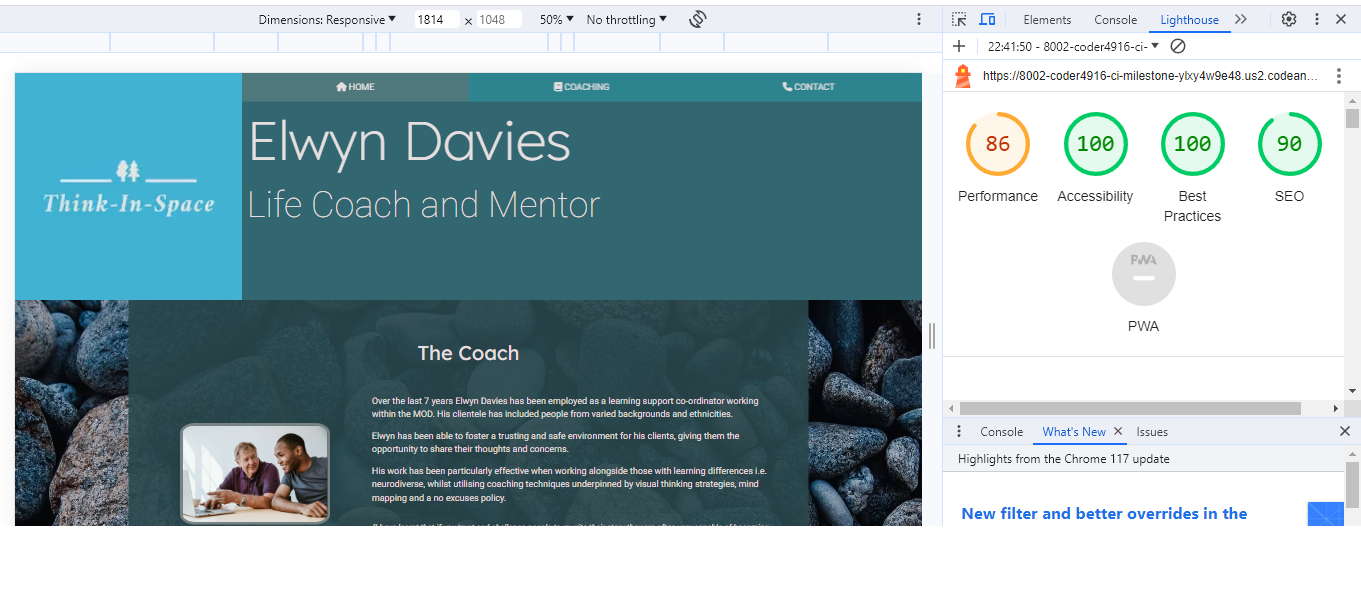 Dimensions: Responsive 1814 × 1048 50% No throttling
Elements Console Lighthouse
22:41:50 - 8002-coder4916-ci-
https://8002-coder4916-ci-milestone-ylxy4w9e48.us2.codean...
HOME COACHING CONTACT
Elwyn Davies
Life Coach and Mentor
Think-In-Space
The Coach
Over the last 7 years Elwyn Davies has been employed as a learning support co-ordinator working
within the MOD. His clientele has included people from varied backgrounds and ethnicities.
Elwyn has been able to foster a trusting and safe environment for his clients, giving them the
opportunity to share their thoughts and concerns.
His work has been particularly effective when working alongside those with learning differences i.e.
neurodiverse, whilst utilising coaching techniques underpinned by visual thinking strategies, mind
mapping and a no excuses policy.
86 100 100 90
Performance Accessibility Best Practices SEO
PWA
PWA
Console What's New Issues
Highlights from the Chrome 117 update
New filter and better overrides in the